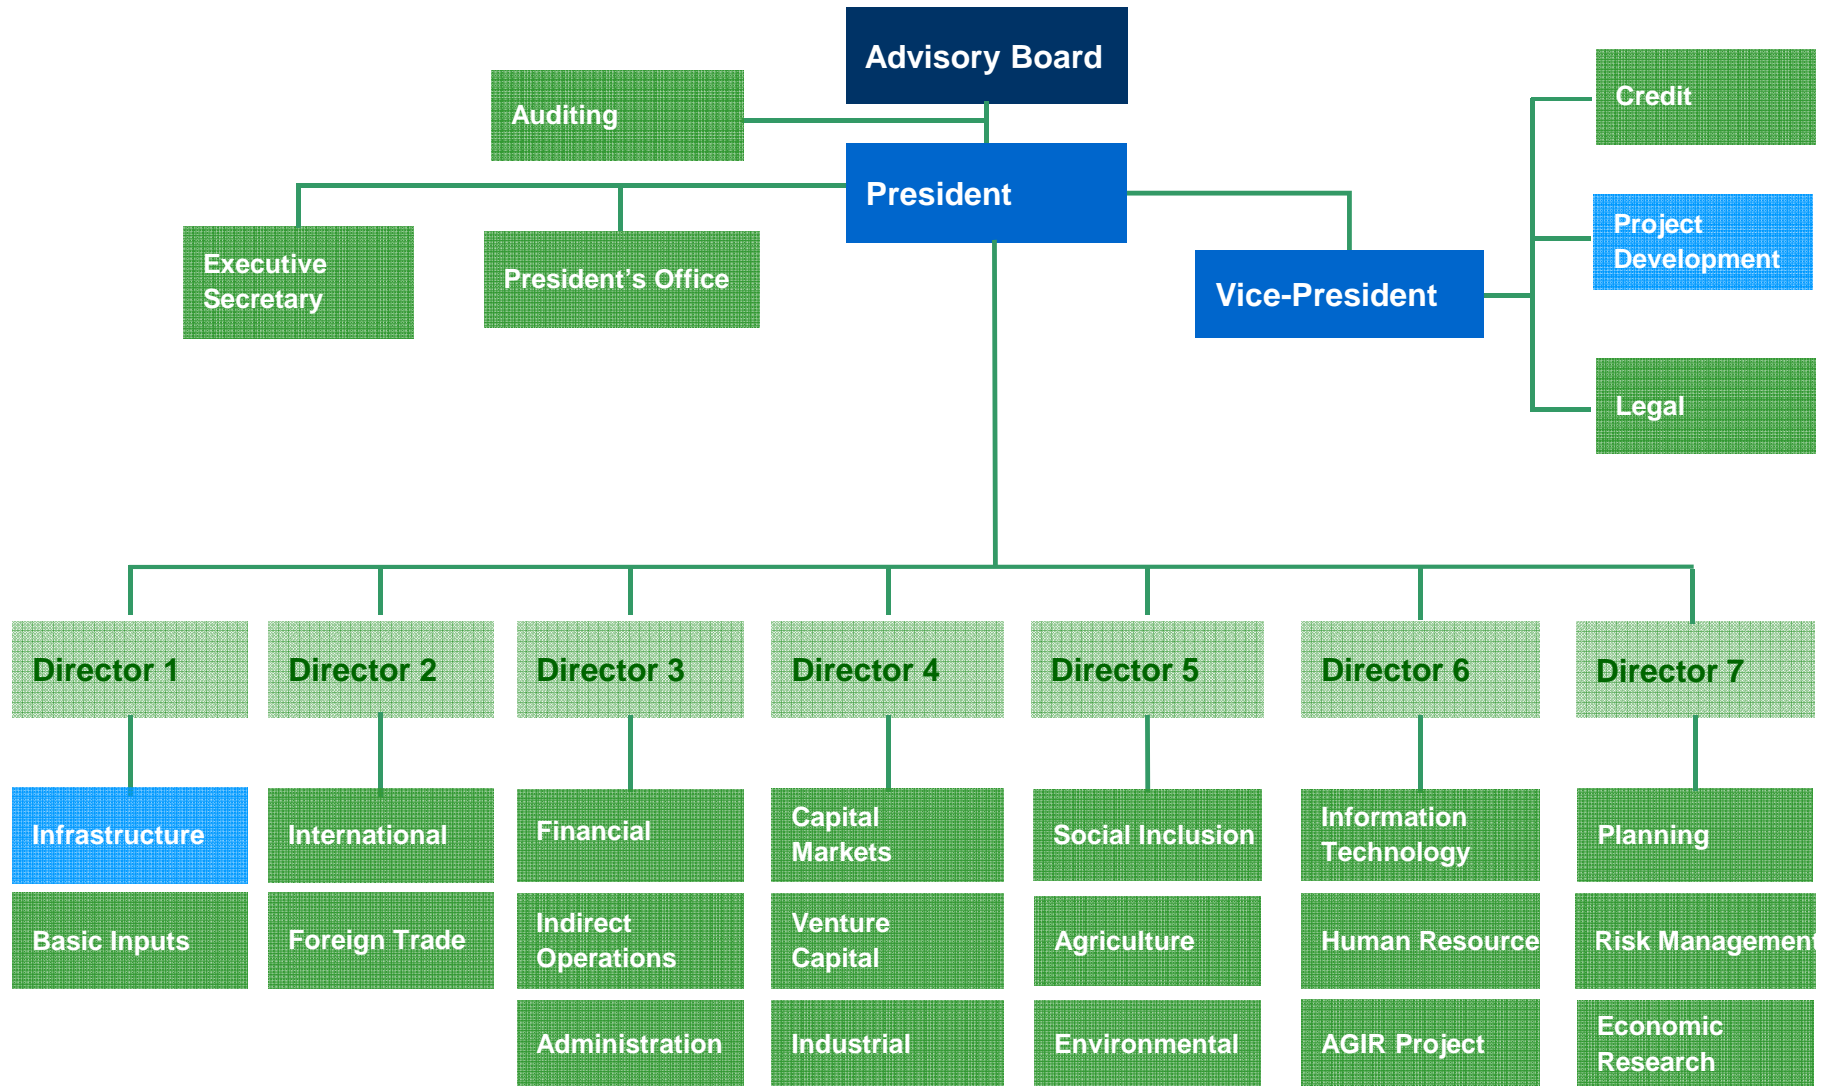 Advisory Board
Auditing
Credit
President
Project
Development
Executive
Secretary
President’s Office
Vice-President
Legal
Director 1
Director 2
Director 3
Director 4
Director 5
Director 6
Director 7
Infrastructure
International
Financial
Capital
Markets
Social Inclusion
Information
Technology
Planning
Basic Inputs
Foreign Trade
Indirect
Operations
Venture
Capital
Agriculture
Human Resource
Risk Management
Administration
Industrial
Environmental
AGIR Project
Economic
Research